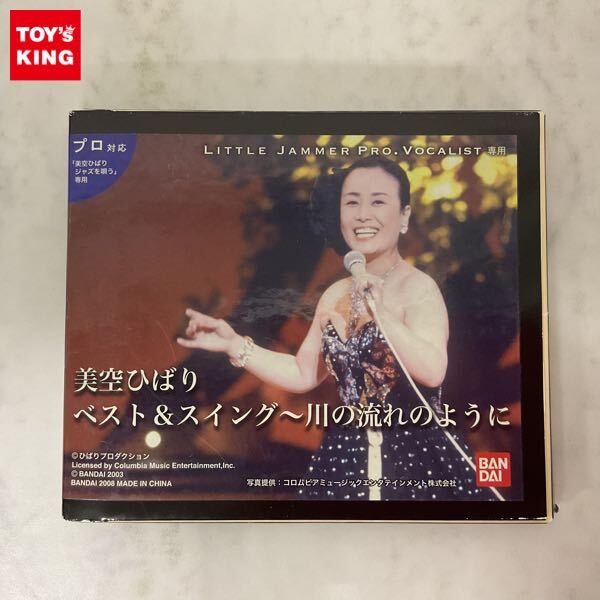 TOY's
KING
プロ対応
「美空ひばり
ジャズを唄う」
専用
LITTLE JAMMER PRO. VOCALIST 専用
美空ひばり
ベスト＆スイング～川の流れのように
©ひばりプロダクション
Licensed by Columbia Music Entertainment,Inc.
© BANDAI 2003
BANDAI 2008 MADE IN CHINA
写真提供：コロムビアミュージックエンタテインメント株式会社
BAN
DAI